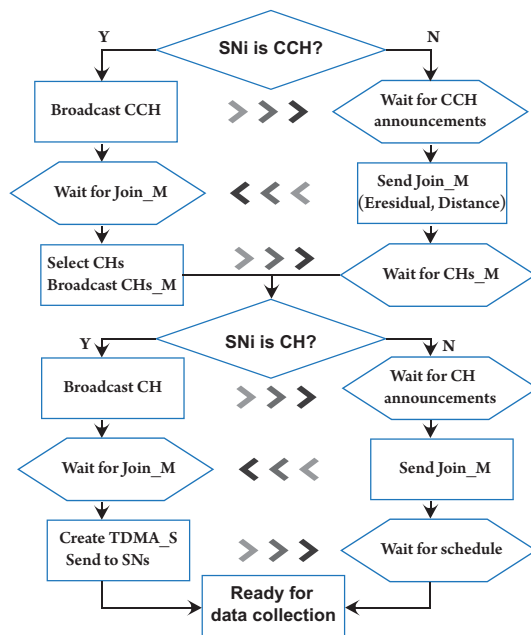 Y
N
SNi is CCH?
Broadcast CCH
Wait for CCH
announcements
Wait for Join_M
Send Join_M
(Eresidual, Distance)
Select CHs
Broadcast CHs_M
Wait for CHs_M
SNi is CH?
Y
N
Broadcast CH
Wait for CH
announcements
Wait for Join_M
Send Join_M
Create TDMA_S
Send to SNs
Wait for schedule
Ready for
data collection